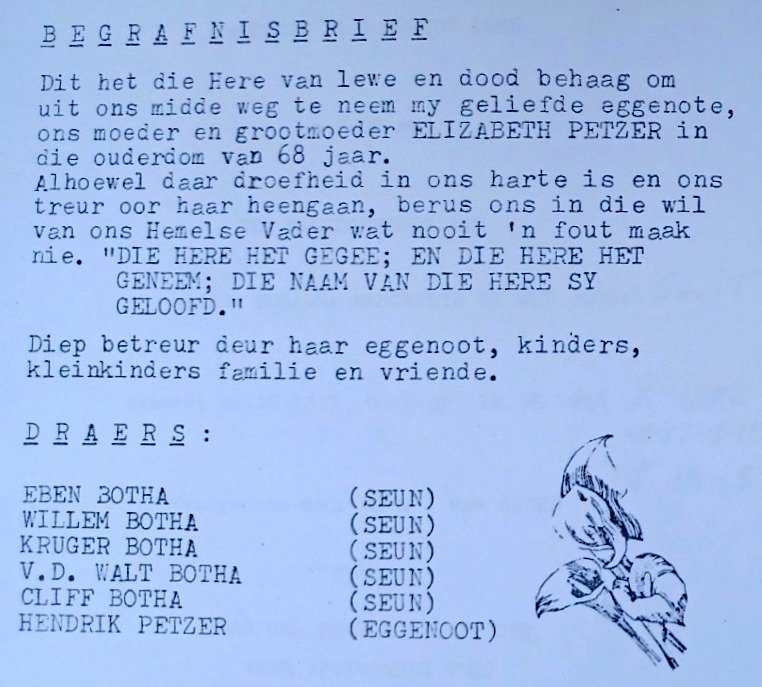 BEGRAFNISBRIEF
Dit het die Here van lewe en dood behaag om
uit ons midde weg te neem my geliefde eggenote,
ons moeder en grootmoeder ELIZABETH PETZER in
die ouderdom van 68 jaar.
Alhoewel daar droefheid in ons harte is en ons
treur oor haar heengaan, berus ons in die wil
van ons Hemelse Vader wat nooit 'n fout maak
nie. "DIE HERE HET GEGEE; EN DIE HERE HET
GENEEM; DIE NAAM VAN DIE HERE SY
GELOOFD."
Diep betreur deur haar eggenoot, kinders,
kleinkinders familie en vriende.
DRAERS:
EBEN BOTHA (SEUN)
WILLEM BOTHA (SEUN)
KRUGER BOTHA (SEUN)
V.D. WALT BOTHA (SEUN)
CLIFF BOTHA (SEUN)
HENDRIK PETZER (EGGENOOT)